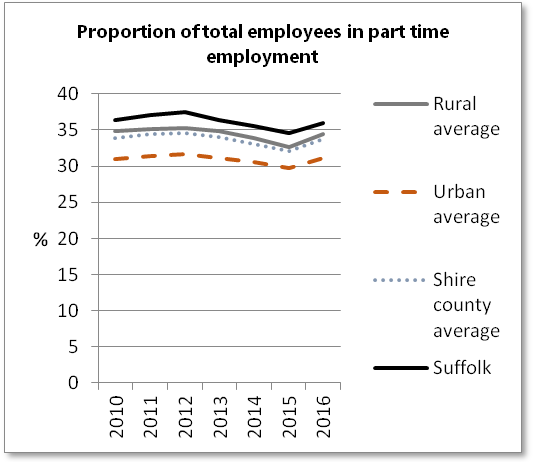 Proportion of total employees in part time
employment
40
35
30
25
20
15
10
5
0
%
2010
2011
2012
2013
2014
2015
2016
Rural
average
Urban
average
Shire
county
average
Suffolk